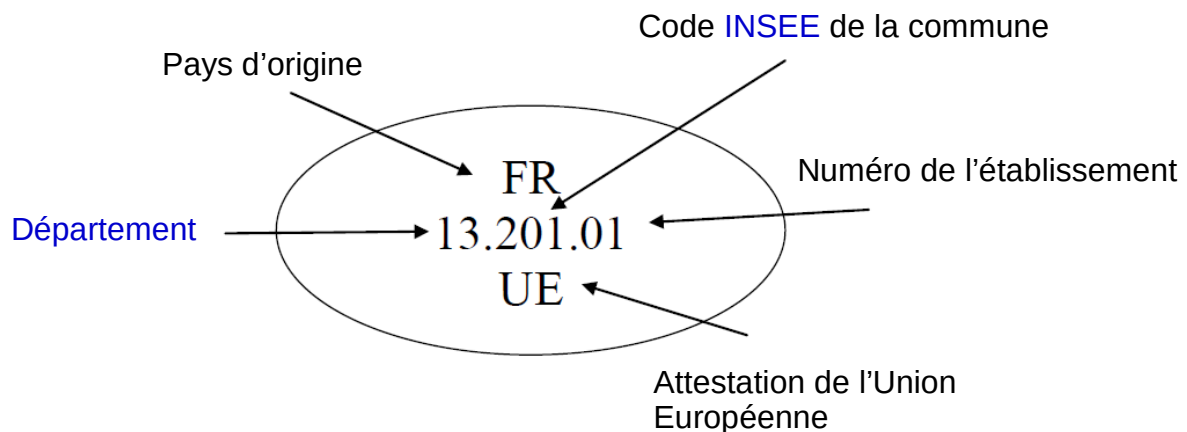 Code INSEE de la commune
Pays d’origine
FR
Numéro de l’établissement
Département
13.201.01
UE
Attestation de l’Union
Européenne